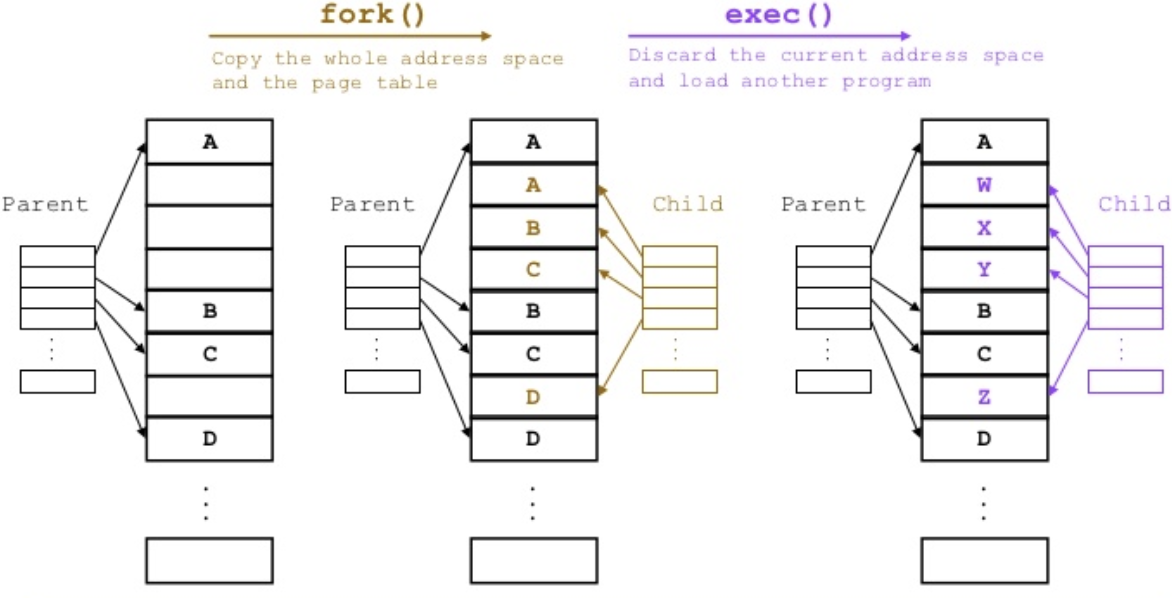 fork()
Copy the whole address space
and the page table
exec()
Discard the current address space
and load another program
Parent
A
B
C
D
Parent
A
A
B
C
B
C
D
D
Child
Parent
A
W
X
Y
B
C
Z
D
Child